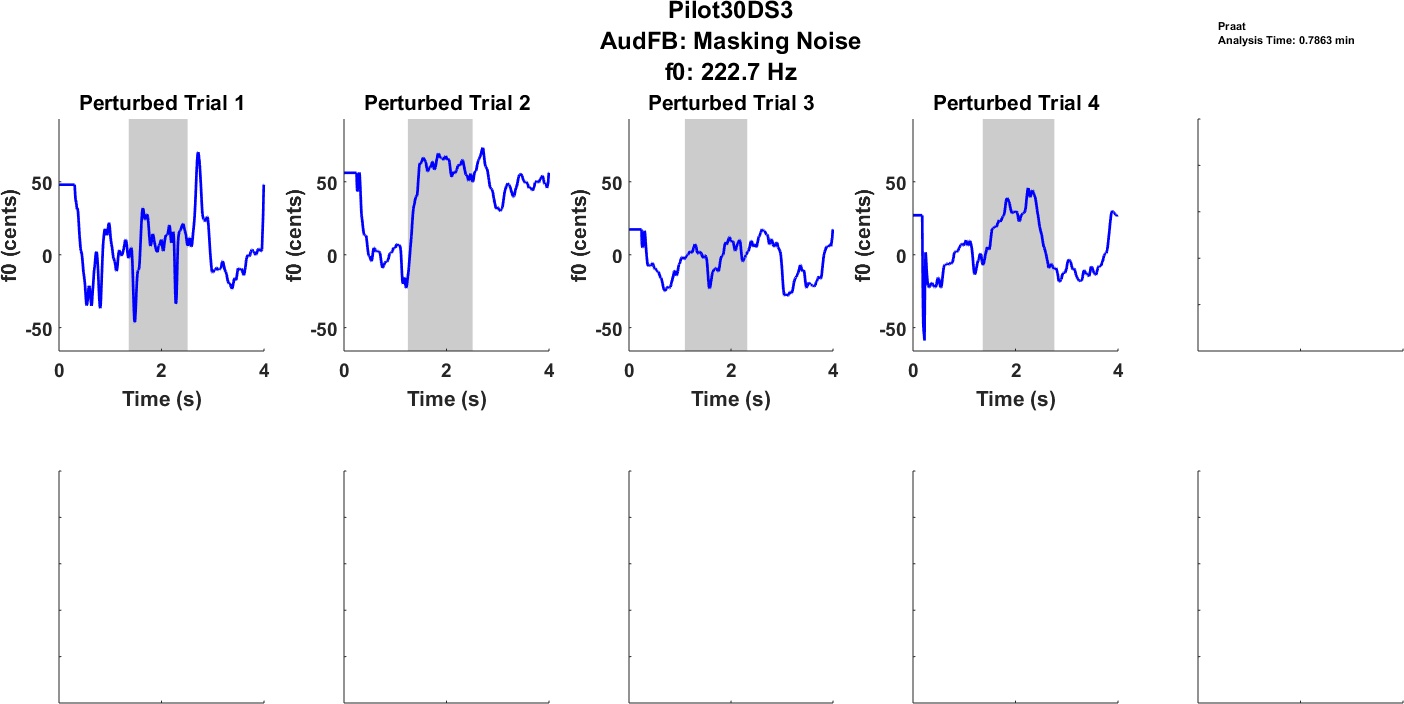 Pilot30DS3
AudFB: Masking Noise
f0: 222.7 Hz
Praat
Analysis Time: 0.7863 min
Perturbed Trial 1
Perturbed Trial 2
Perturbed Trial 3
Perturbed Trial 4
f0 (cents)
50
0
-50
0 2 4
Time (s)
f0 (cents)
50
0
-50
0 2 4
Time (s)
f0 (cents)
50
0
-50
0 2 4
Time (s)
f0 (cents)
50
0
-50
0 2 4
Time (s)